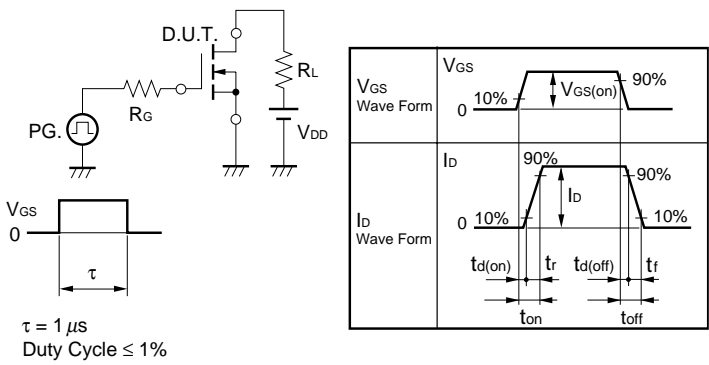 D.U.T.
RL
RG
PG.
VDD
VGS
0
τ
τ = 1 μs
Duty Cycle ≤ 1%
VGS
Wave Form
VGS
0
10%
VGS(on)
90%
ID
Wave Form
ID
90%
90%
ID
0
10%
10%
td(on)
tr
td(off)
tf
ton
toff